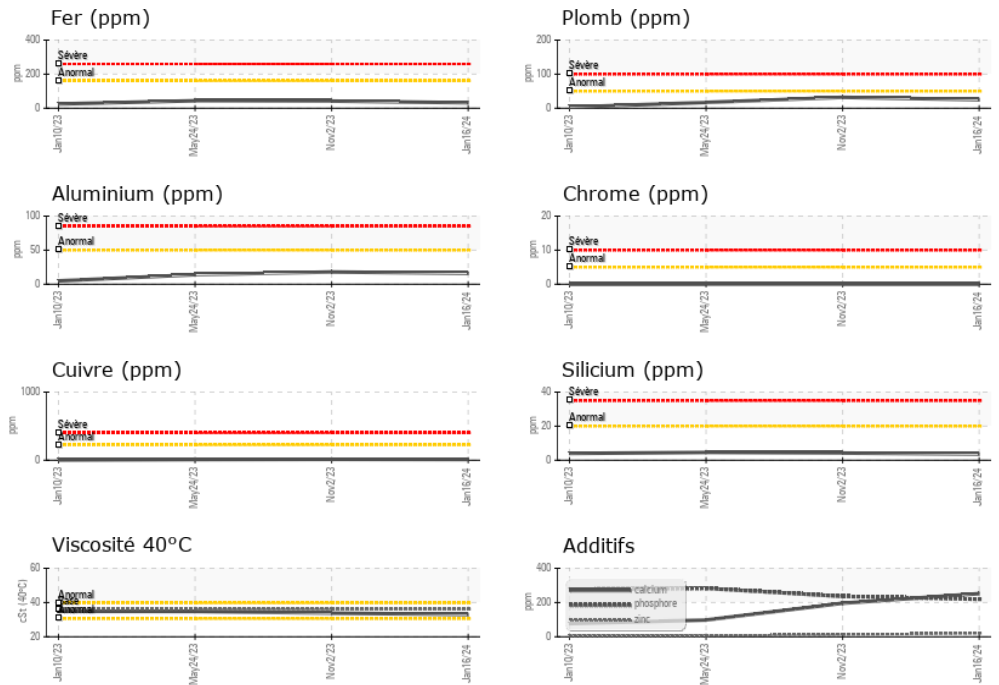 Fer (ppm)
400
200
0
ppm
Sévère
Anormal
Jan10/23
May24/23
Nov2/23
Jan16/24
Plomb (ppm)
200
100
0
ppm
Sévère
Anormal
Jan10/23
May24/23
Nov2/23
Jan16/24
Aluminium (ppm)
100
50
0
ppm
Sévère
Anormal
Jan10/23
May24/23
Nov2/23
Jan16/24
Chrome (ppm)
20
10
0
ppm
Sévère
Anormal
Jan10/23
May24/23
Nov2/23
Jan16/24
Cuivre (ppm)
1000
0
ppm
Sévère
Anormal
Jan10/23
May24/23
Nov2/23
Jan16/24
Silicium (ppm)
40
20
0
ppm
Sévère
Anormal
Jan10/23
May24/23
Nov2/23
Jan16/24
Viscosité 40°C
60
40
20
cSt (40°C)
Anormal
Base
Anormal
Jan10/23
May24/23
Nov2/23
Jan16/24
Additifs
400
200
0
ppm
calcium
phosphore
zinc
Jan10/23
May24/23
Nov2/23
Jan16/24